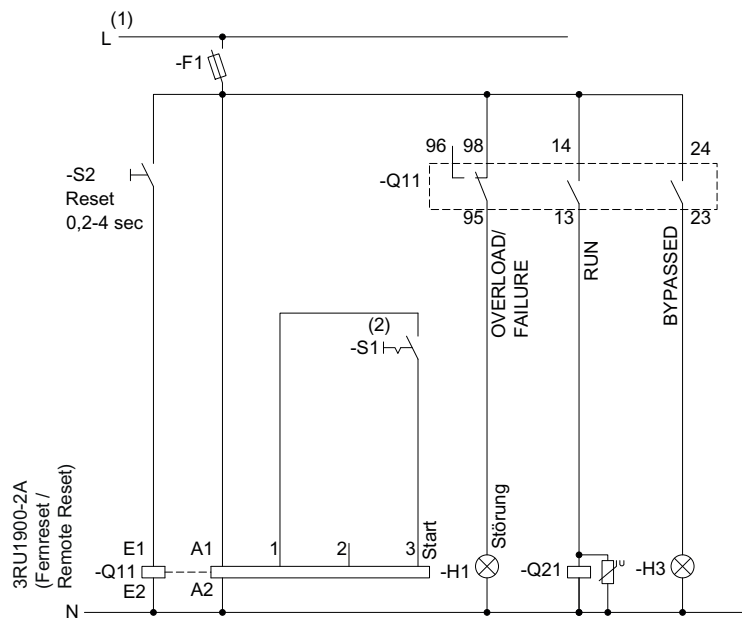 (1)
L
-F1
96 98 14 24
-S2
Reset
0,2-4 sec
-Q11
95 13 23
OVERLOAD/
FAILURE
RUN
BYPASSED
(2)
-S1
3RU1900-2A
(Fernreset /
Remote Reset)
Start
Störung
E1 A1 1 2 3
U
-Q11 -H1 -Q21 -H3
E2 A2
N